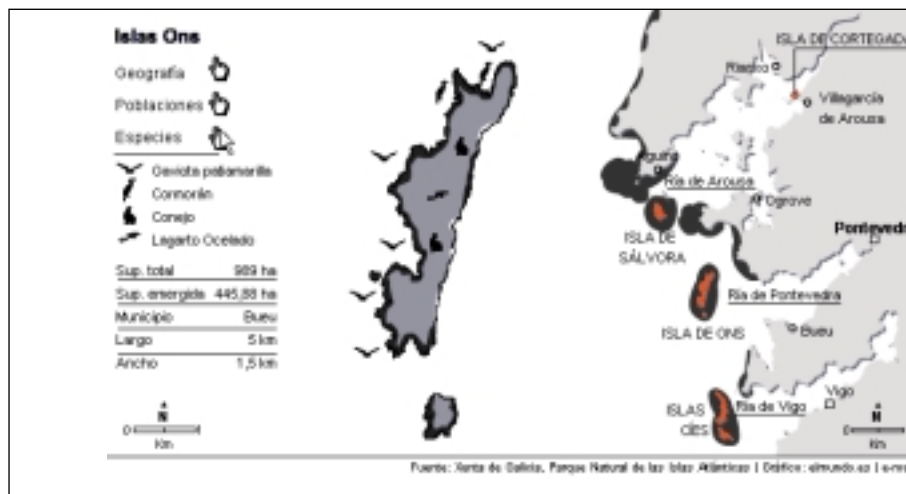 Islas Ons
Geografía
Poblaciones
Especies
Gaviota patiamarilla
Cormorán
Conejo
Lagarto Ocelado
Sup. total 989 ha
Sup. emergida 445,88 ha
Municipio Bueu
Largo 5 km
Ancho 1,5 km
N
0
Km
ISLA DE CORTEGADA
Villagarcía
de Arousa
Ría de Arousa
O Grove
ISLA DE
SÁLVORA
Pontevedra
Ría de Pontevedra
ISLA DE ONS
Bueu
Vigo
Ría de Vigo
ISLAS
CÍES
N
0
Km
Fuente: Xunta de Galicia, Parque Natural de las Islas Atlánticas | Gráfico: elmundo.es |